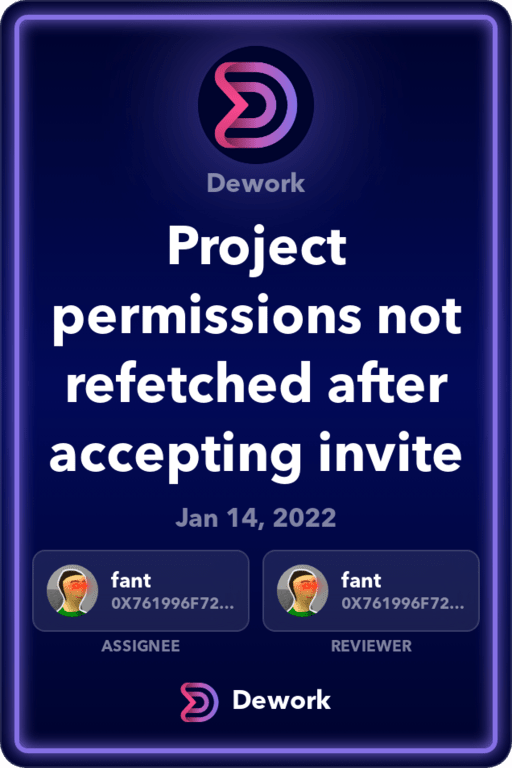 Dework
Project
permissions not
refetched after
accepting invite
Jan 14, 2022
fant
0X761996F72...
ASSIGNEE
fant
0X761996F72...
REVIEWER
Dework